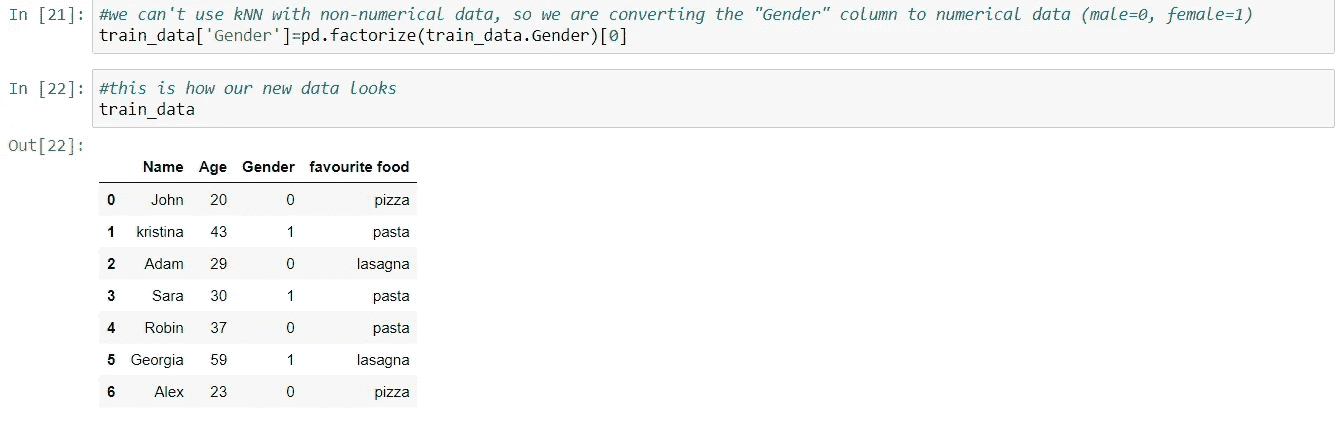 In [21]: #we can't use kNN with non-numerical data, so we are converting the "Gender" column to numerical data (male=0, female=1)
train_data['Gender']=pd.factorize(train_data.Gender)[0]
In [22]: #this is how our new data looks
train_data
Out[22]:
Name Age Gender favourite food
0 John 20 0 pizza
1 kristina 43 1 pasta
2 Adam 29 0 lasagna
3 Sara 30 1 pasta
4 Robin 37 0 pasta
5 Georgia 59 1 lasagna
6 Alex 23 0 pizza